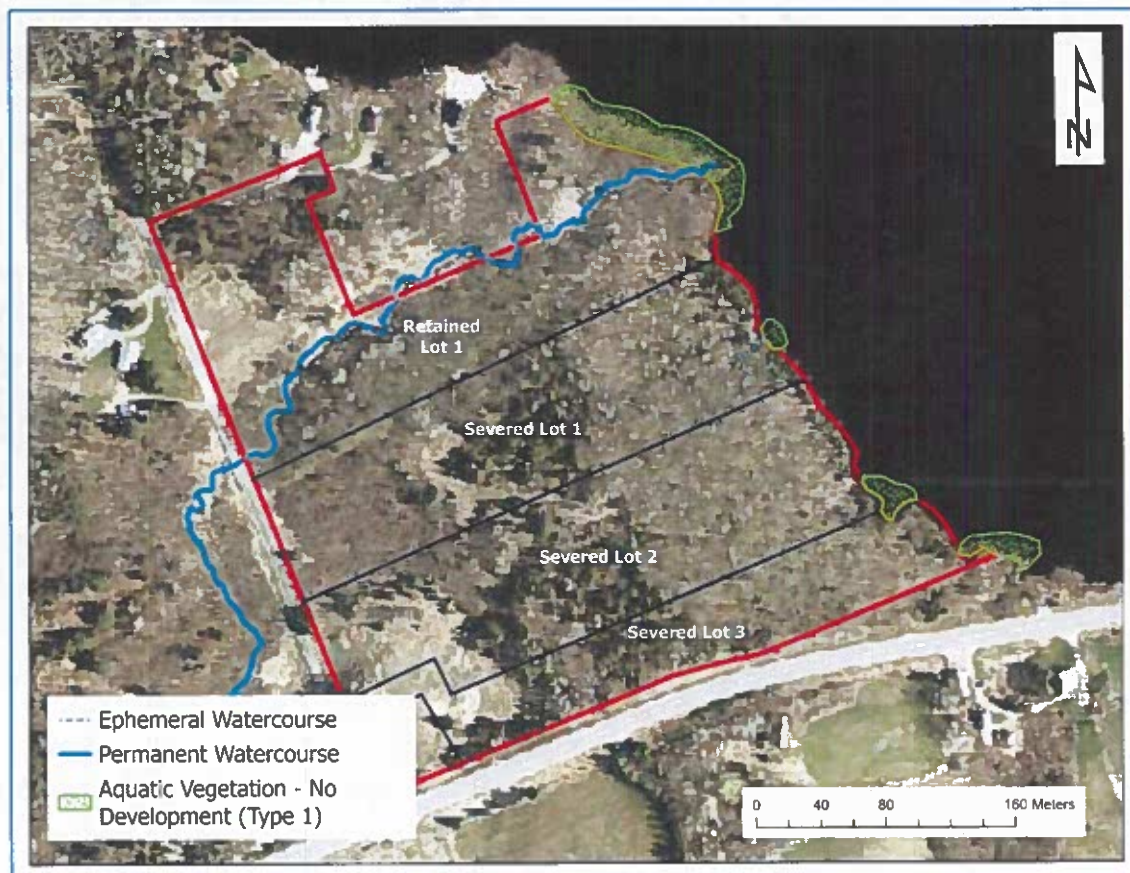 N
Retained
Lot 1
Severed Lot 1
Severed Lot 2
Severed Lot 3
Ephemeral Watercourse
Permanent Watercourse
Aquatic Vegetation - No
Development (Type 1)
0 40 80 160 Meters